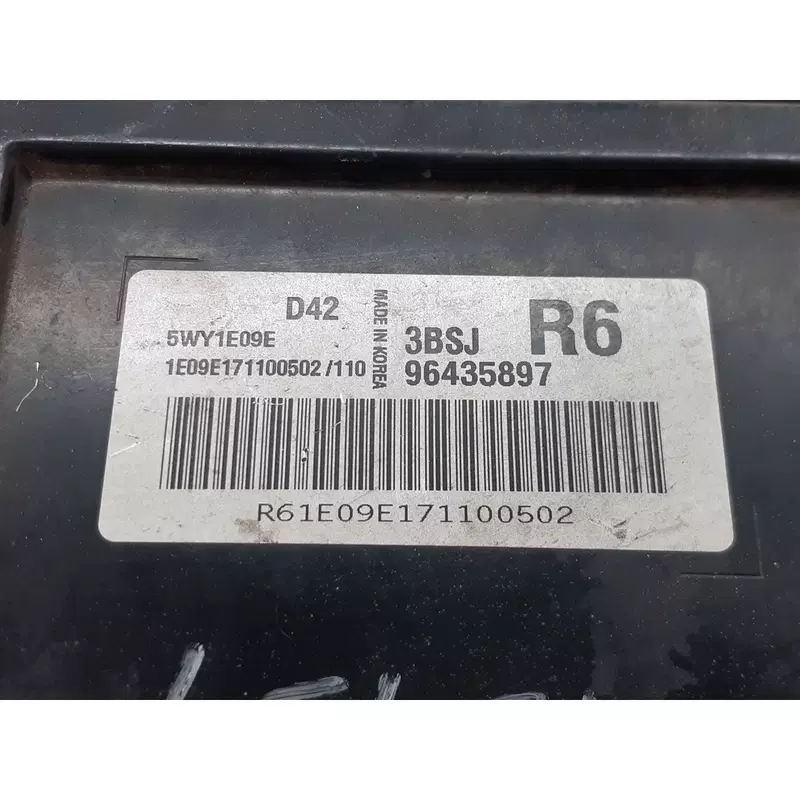 D42
5WY1E09E
1E09E171100502 /110
MADE IN KOREA
3BSJ
R6
96435897
R61E09E171100502